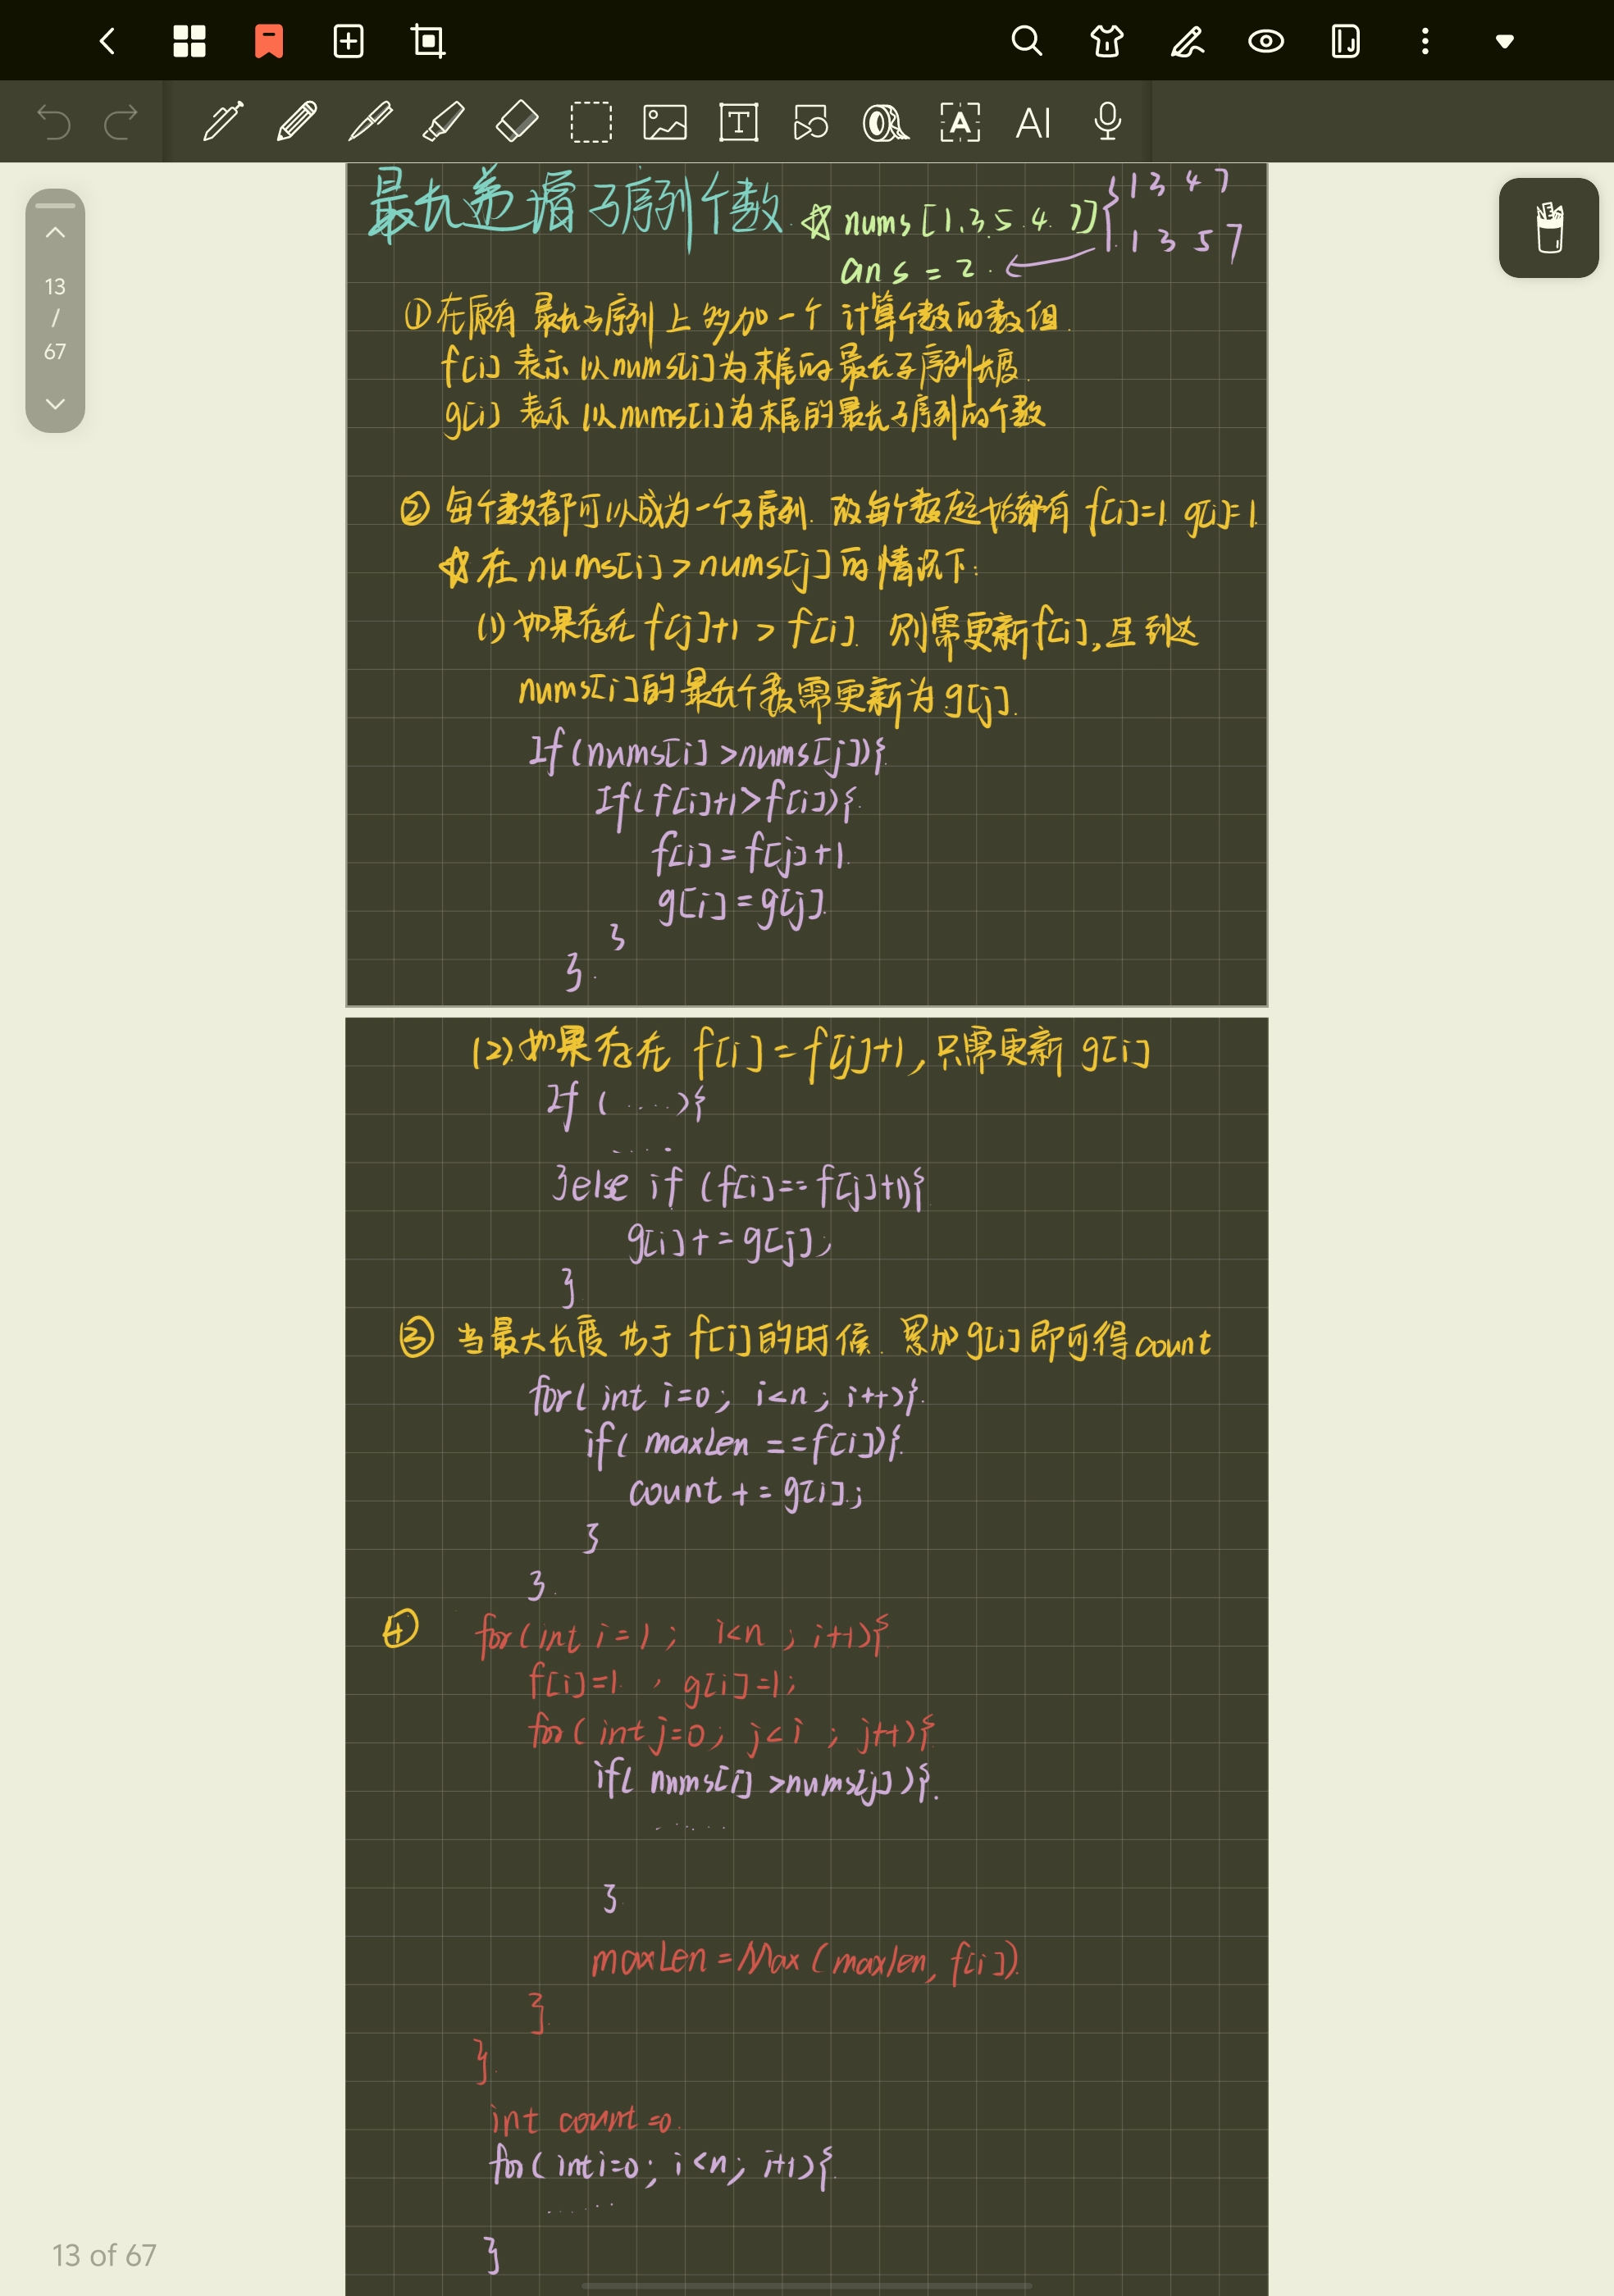 13
/
67
最长递增子序列个数 ☆ nums [1.3.5.4.7] { 1 3 4 7
1 3 5 7
ans = 2
① 在原有最长子序列上多加一个计算个数的数组.
f[i] 表示以nums[i]为末尾的最长子序列长度.
g[i] 表示以nums[i]为末尾的最长子序列的个数
② 每个数都可以成为一个子序列. 故每个数起始都有 f[i]=1. g[i]=1.
☆ 在 nums[i] > nums[j] 的情况下:
(1) 如果存在 f[j]+1 > f[i]. 则需更新f[i], 且到达
nums[i]的最长个数需更新为 g[j].
If (nums[i] > nums[j]){
If( f[i]+1 > f[i]){
f[i] = f[j]+1.
g[i] = g[j].
}
}.
(2) 如果存在 f[i] = f[j]+1, 只需更新 g[i]
If ( ....){
....
}else if (f[i]== f[j]+1){
g[i] += g[j];
}
③ 当最大长度等于 f[i]的时候. 累加g[i]即可得count
for( int i=0; i<n; i++){
if( maxLen ==f[i]){
count += g[i];
}
}.
④ for(int i=1; i<n; i++){
f[i]=1. , g[i]=1;
for( int j=0; j<i; j++){
if( nums[i] >nums[j] ){.
.....
}
maxLen = Max (maxlen, f[i]).
}
}.
int count =0.
for( int i=0; i<n; i++){
.....
}
13 of 67